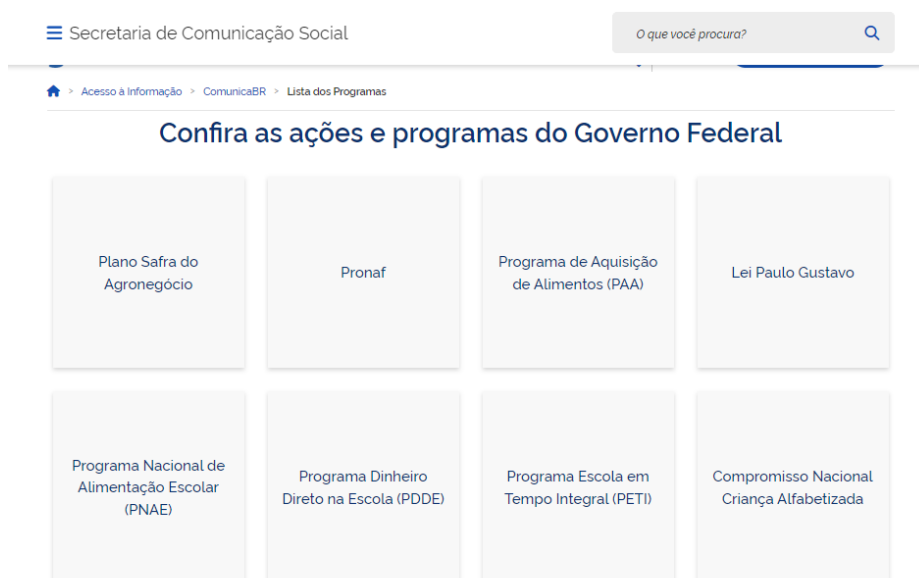 Secretaria de Comunicação Social
O que você procura?
> Acesso à Informação > ComunicaBR > Lista dos Programas
Confira as ações e programas do Governo Federal
Plano Safra do
Agronegócio
Pronaf
Programa de Aquisição
de Alimentos (PAA)
Lei Paulo Gustavo
Programa Nacional de
Alimentação Escolar
(PNAE)
Programa Dinheiro
Direto na Escola (PDDE)
Programa Escola em
Tempo Integral (PETI)
Compromisso Nacional
Criança Alfabetizada